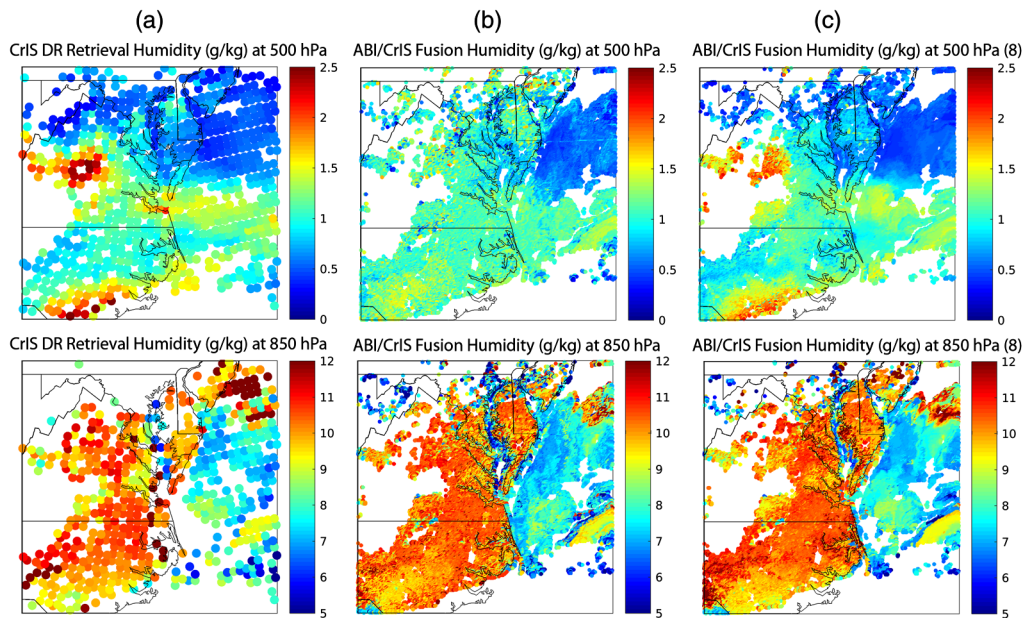 (a) (b) (c)
CrIS DR Retrieval Humidity (g/kg) at 500 hPa ABI/CrIS Fusion Humidity (g/kg) at 500 hPa ABI/CrIS Fusion Humidity (g/kg) at 500 hPa (8)
2.5 2.5 2.5
2 2 2
1.5 1.5 1.5
1 1 1
0.5 0.5 0.5
0 0 0
CrIS DR Retrieval Humidity (g/kg) at 850 hPa ABI/CrIS Fusion Humidity (g/kg) at 850 hPa ABI/CrIS Fusion Humidity (g/kg) at 850 hPa (8)
12 12 12
11 11 11
10 10 10
9 9 9
8 8 8
7 7 7
6 6 6
5 5 5